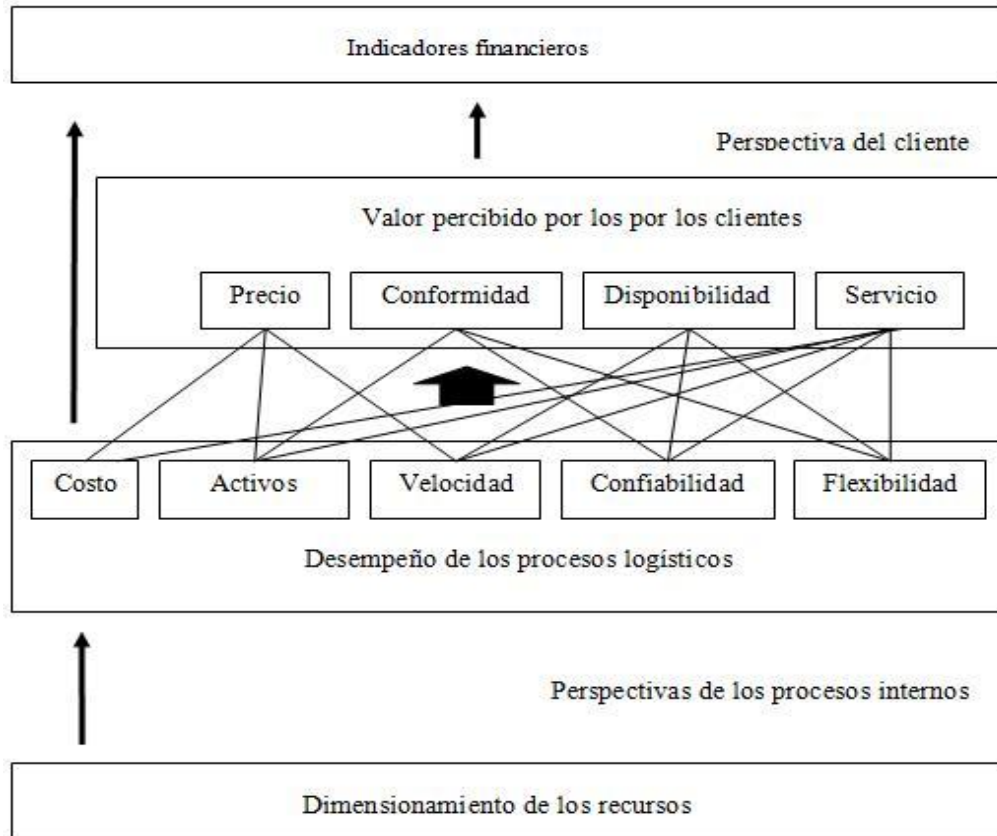 Indicadores financieros
Perspectiva del cliente
Valor percibido por los por los clientes
Precio
Conformidad
Disponibilidad
Servicio
Costo
Activos
Velocidad
Confiabilidad
Flexibilidad
Desempeño de los procesos logísticos
Perspectivas de los procesos internos
Dimensionamiento de los recursos